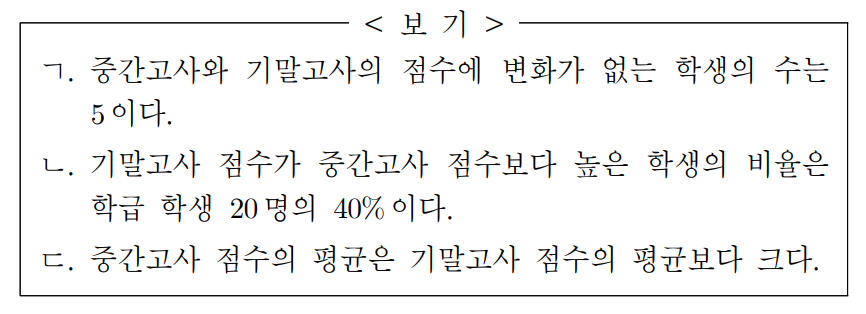 < 보 기 >
ㄱ. 중간고사와 기말고사의 점수에 변화가 없는 학생의 수는
5이다.
ㄴ. 기말고사 점수가 중간고사 점수보다 높은 학생의 비율은
학급 학생 20명의 40%이다.
ㄷ. 중간고사 점수의 평균은 기말고사 점수의 평균보다 크다.